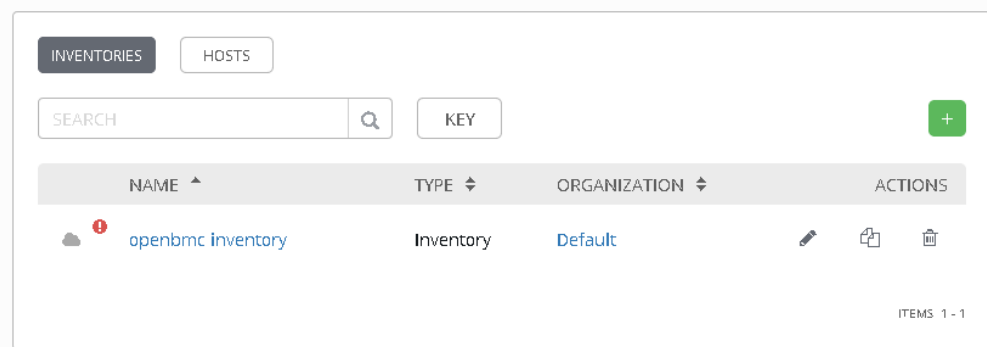 INVENTORIES HOSTS
SEARCH KEY +
NAME TYPE ORGANIZATION ACTIONS
openbmc inventory Inventory Default
ITEMS 1 - 1